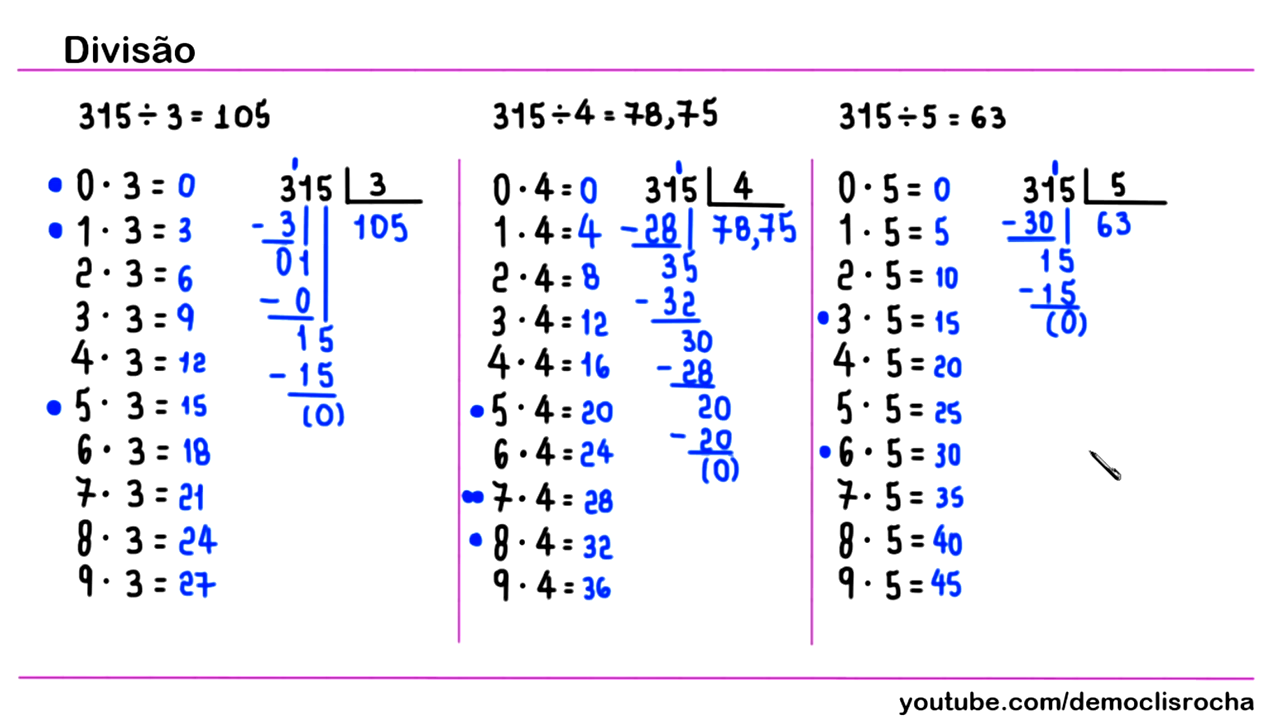 Divisão
315 ÷ 3 = 105
0 · 3 = 0
1 · 3 = 3
2 · 3 = 6
3 · 3 = 9
4 · 3 = 12
5 · 3 = 15
6 · 3 = 18
7 · 3 = 21
8 · 3 = 24
9 · 3 = 27
315 3
- 3 105
01
- 0
15
- 15
(0)
315 ÷ 4 = 78,75
0 · 4 = 0
1 · 4 = 4
2 · 4 = 8
3 · 4 = 12
4 · 4 = 16
5 · 4 = 20
6 · 4 = 24
7 · 4 = 28
8 · 4 = 32
9 · 4 = 36
315 4
- 28 78,75
35
- 32
30
- 28
20
- 20
(0)
315 ÷ 5 = 63
0 · 5 = 0
1 · 5 = 5
2 · 5 = 10
3 · 5 = 15
4 · 5 = 20
5 · 5 = 25
6 · 5 = 30
7 · 5 = 35
8 · 5 = 40
9 · 5 = 45
315 5
- 30 63
15
- 15
(0)
youtube.com/democlisrocha